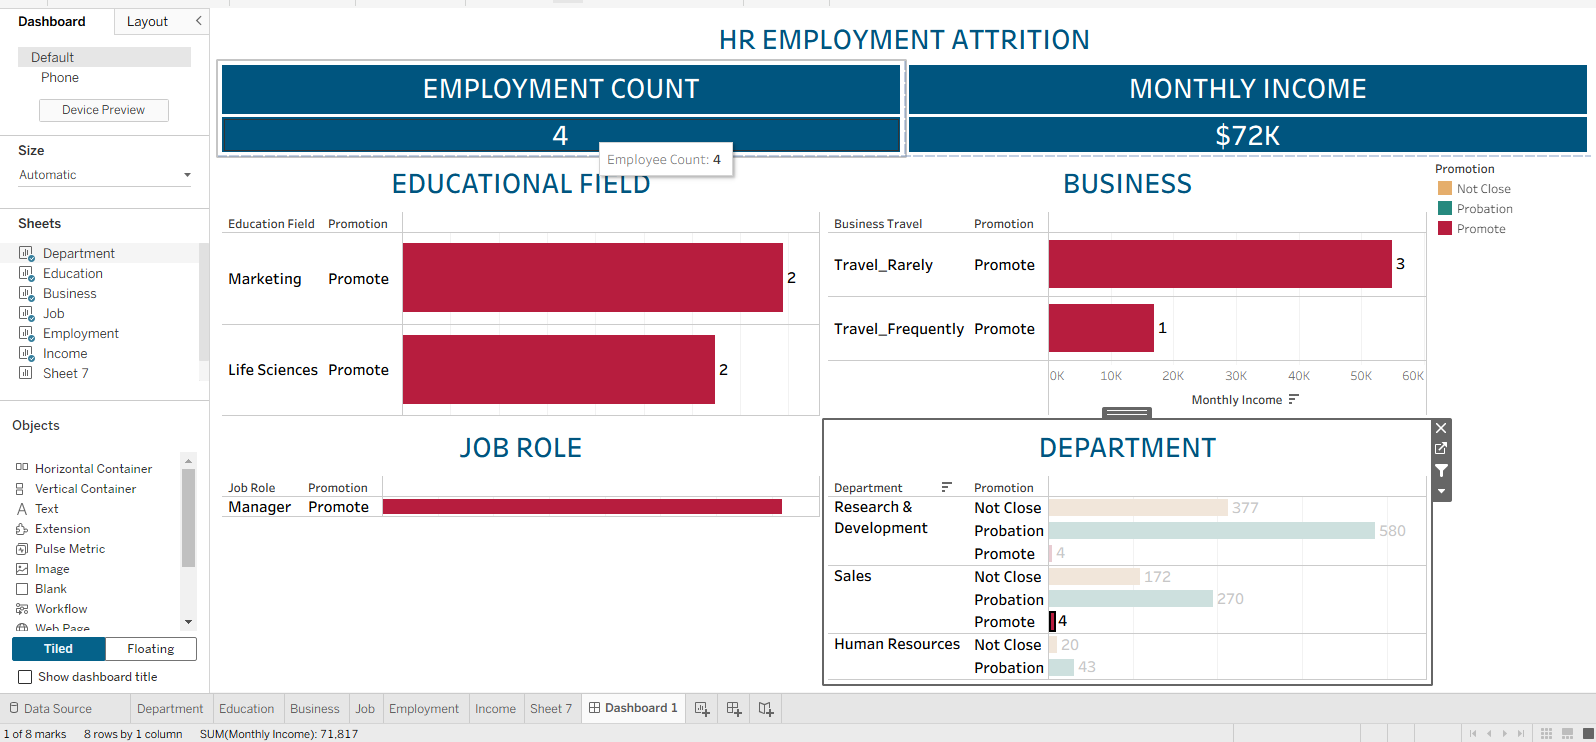 Dashboard
Layout
Default
Phone
Device Preview
Size
Automatic
Sheets
Department
Education
Business
Job
Employment
Income
Sheet 7
Objects
Horizontal Container
Vertical Container
Text
Extension
Pulse Metric
Image
Blank
Workflow
Web Page
Tiled
Floating
Show dashboard title
HR EMPLOYMENT ATTRITION
EMPLOYMENT COUNT
4
Employee Count: 4
MONTHLY INCOME
$72K
EDUCATIONAL FIELD
Education Field Promotion
Marketing Promote 2
Life Sciences Promote 2
BUSINESS
Business Travel Promotion
Travel_Rarely Promote 3
Travel_Frequently Promote 1
0K 10K 20K 30K 40K 50K 60K
Monthly Income
Promotion
Not Close
Probation
Promote
JOB ROLE
Job Role Promotion
Manager Promote
DEPARTMENT
Department Promotion
Research & Development
Not Close 377
Probation 580
Promote 4
Sales
Not Close 172
Probation 270
Promote 4
Human Resources
Not Close 20
Probation 43
Data Source Department Education Business Job Employment Income Sheet 7 Dashboard 1
1 of 8 marks 8 rows by 1 column SUM(Monthly Income): 71,817